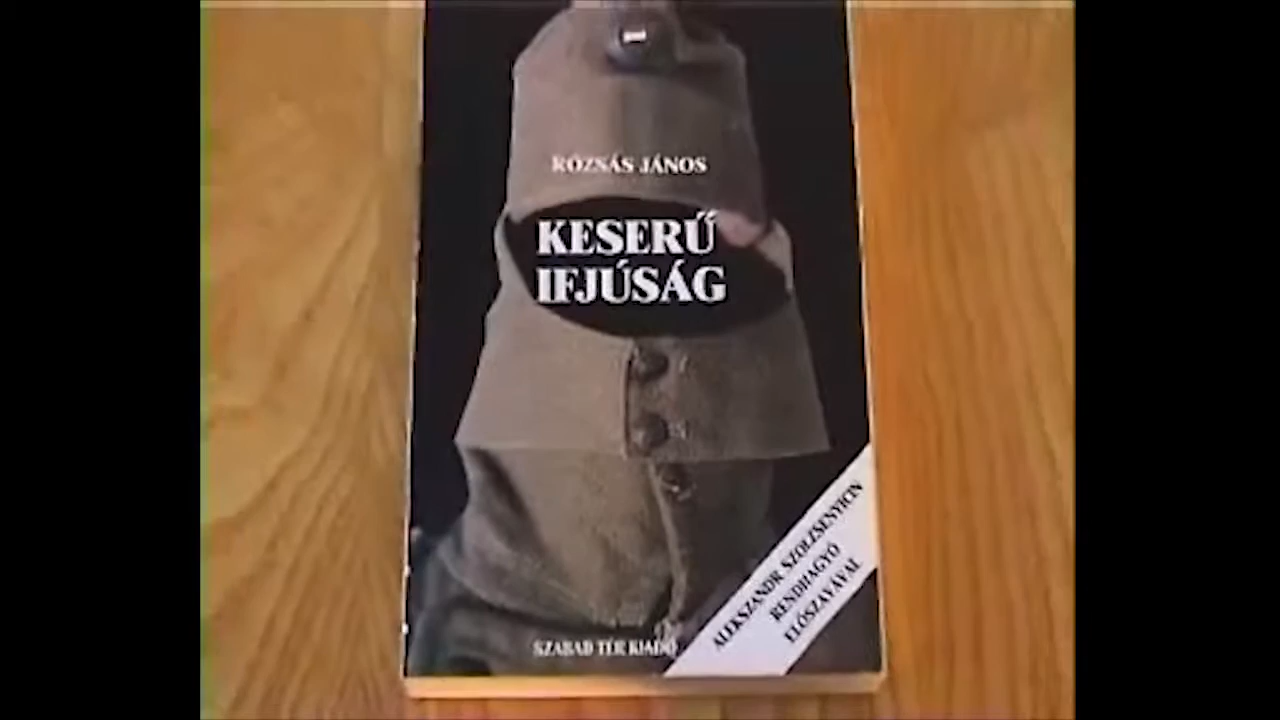 RÓZSÁS JÁNOS
KESERŰ
IFJÚSÁG
ALEKSZANDR SZOLZSENYICIN
RENDHAGYÓ
ELŐSZAVÁVAL
SZABAD TÉR KIADÓ